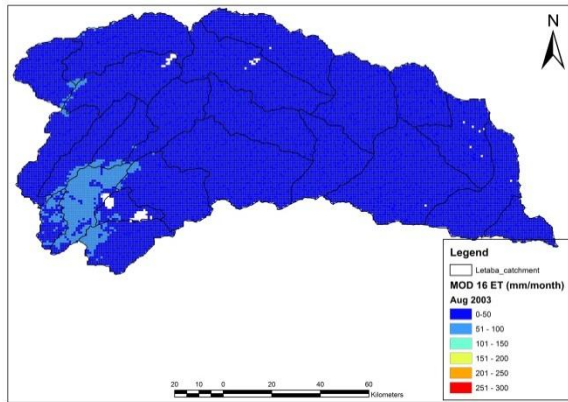 N
Legend
Letaba_catchment
MOD 16 ET (mm/month)
Aug 2003
0-50
51 - 100
101 - 150
151 - 200
201 - 250
251 - 300
20 10 0 20 40 60
Kilometers